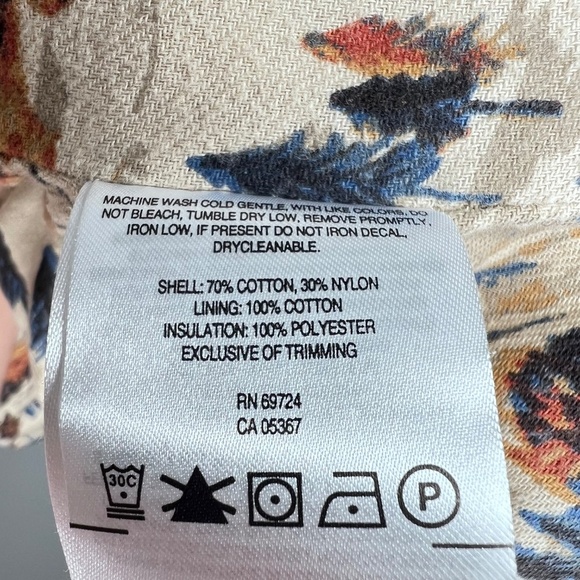 MACHINE WASH COLD GENTLE, WITH LIKE COLORS, DO
NOT BLEACH, TUMBLE DRY LOW, REMOVE PROMPTLY,
IRON LOW, IF PRESENT DO NOT IRON DECAL,
DRYCLEANABLE.
SHELL: 70% COTTON, 30% NYLON
LINING: 100% COTTON
INSULATION: 100% POLYESTER
EXCLUSIVE OF TRIMMING
RN 69724
CA 05367
30C P